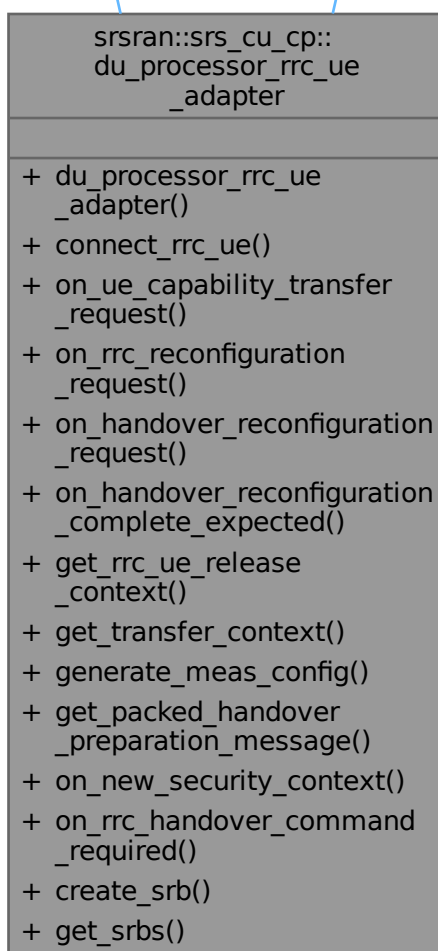 srsran::srs_cu_cp::
du_processor_rrc_ue
_adapter
+ du_processor_rrc_ue
_adapter()
+ connect_rrc_ue()
+ on_ue_capability_transfer
_request()
+ on_rrc_reconfiguration
_request()
+ on_handover_reconfiguration
_request()
+ on_handover_reconfiguration
_complete_expected()
+ get_rrc_ue_release
_context()
+ get_transfer_context()
+ generate_meas_config()
+ get_packed_handover
_preparation_message()
+ on_new_security_context()
+ on_rrc_handover_command
_required()
+ create_srb()
+ get_srbs()